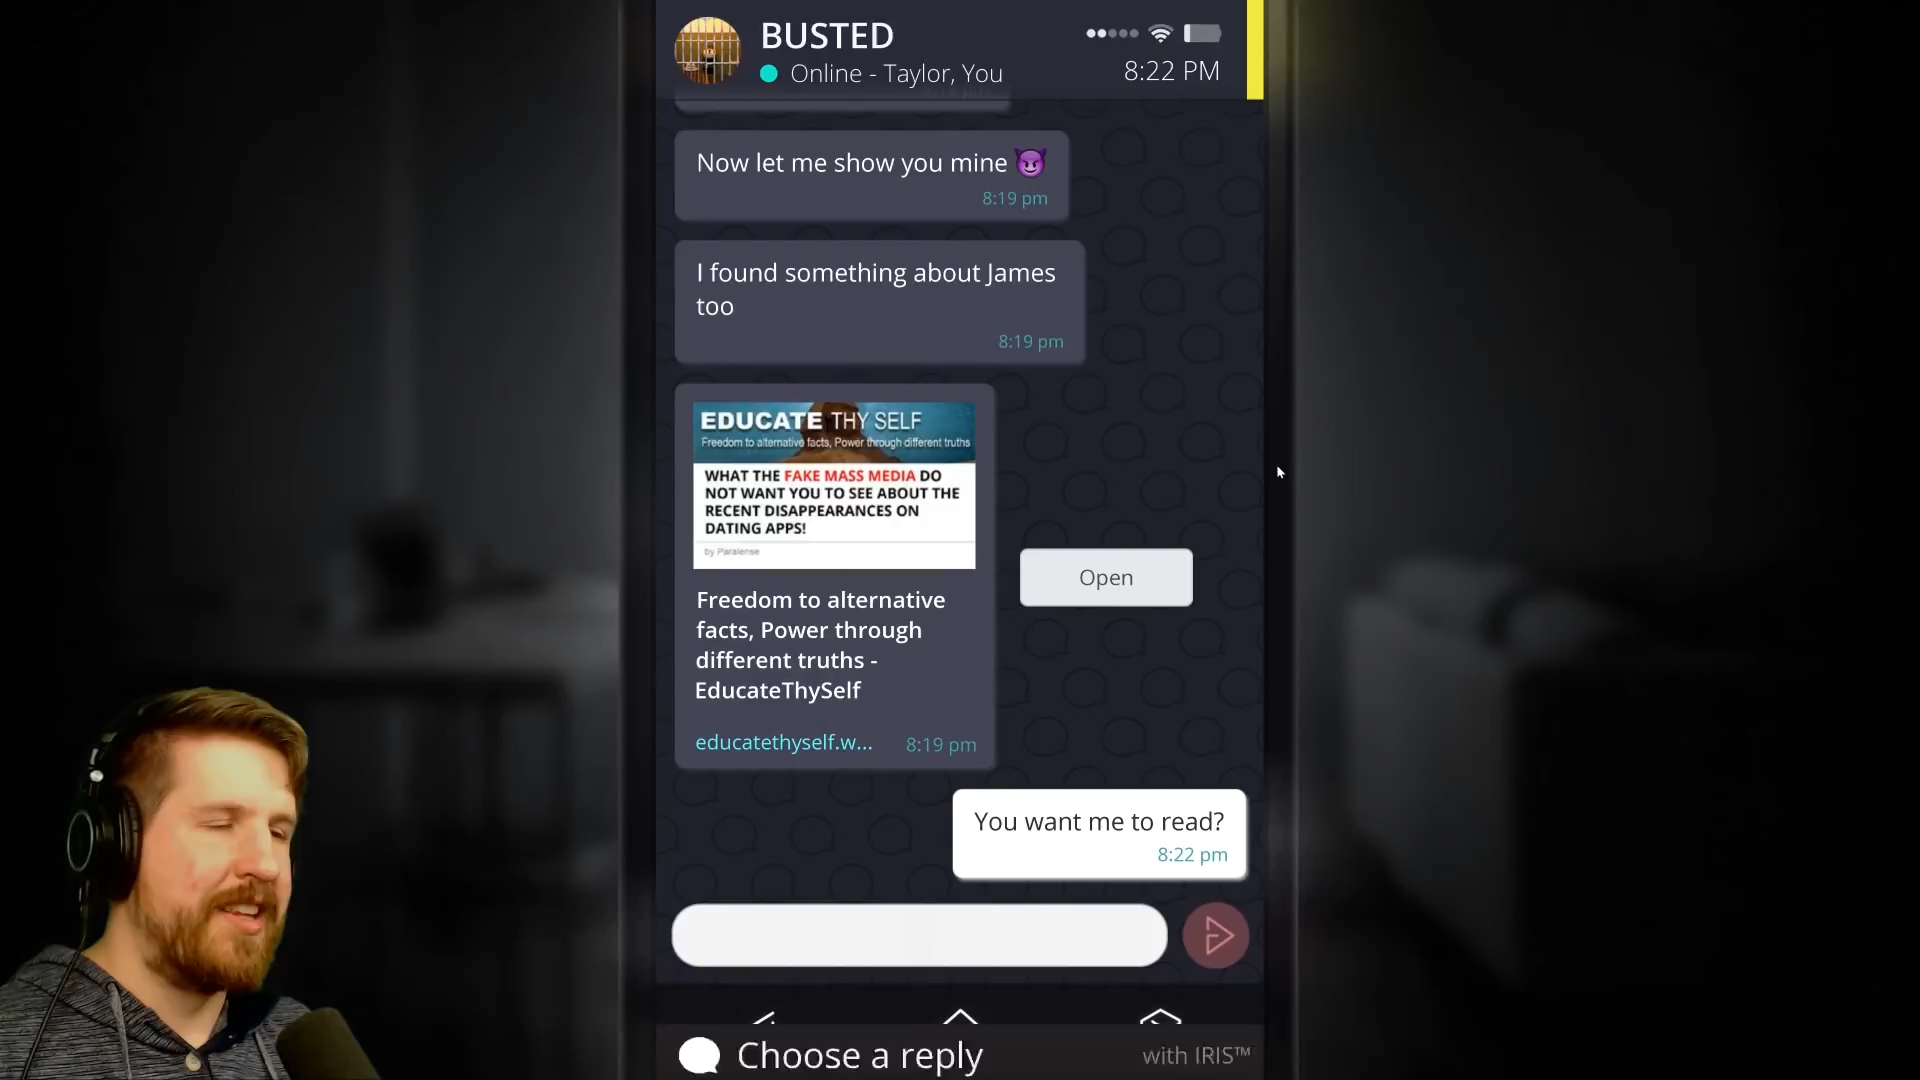 BUSTED
Online - Taylor, You
8:22 PM
Now let me show you mine 😈
8:19 pm
I found something about James
too
8:19 pm
EDUCATE THY SELF
Freedom to alternative facts, Power through different truths
WHAT THE FAKE MASS MEDIA DO
NOT WANT YOU TO SEE ABOUT THE
RECENT DISAPPEARANCES ON
DATING APPS!
by Paralense
Open
Freedom to alternative
facts, Power through
different truths -
EducateThySelf
educatethyself.w...
8:19 pm
You want me to read?
8:22 pm
Choose a reply
with IRIS™